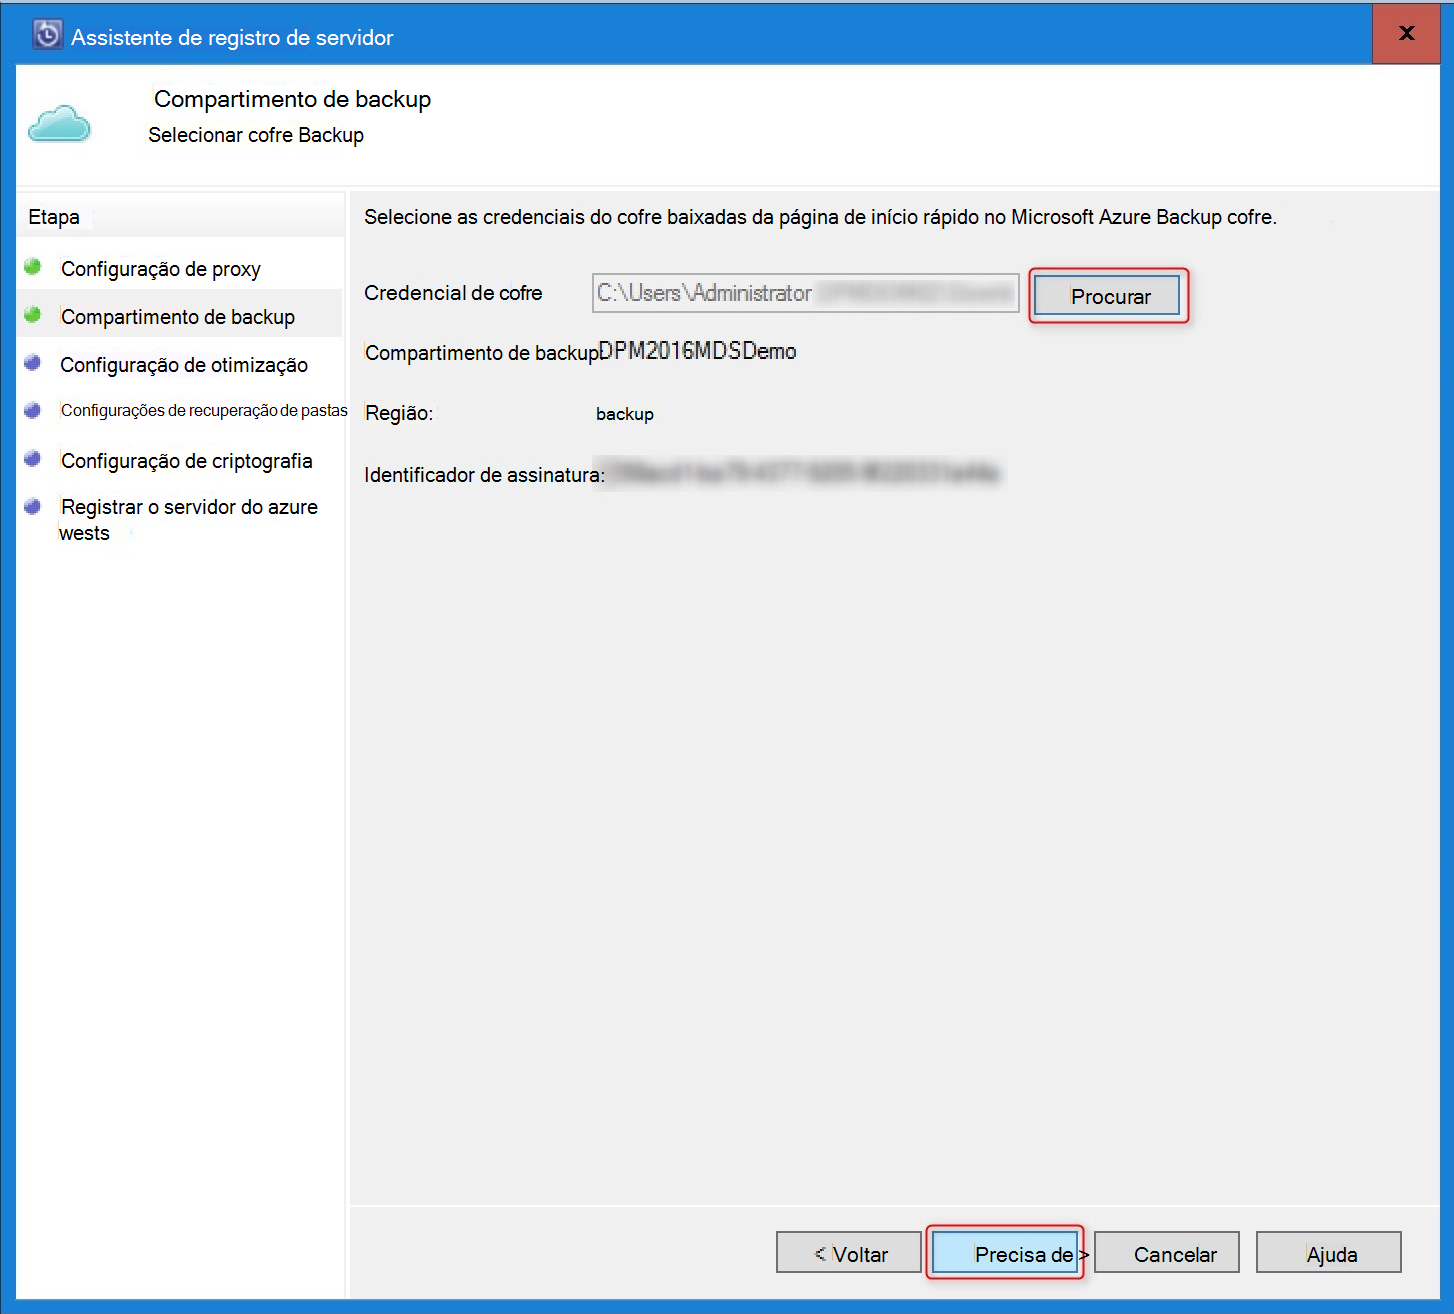 Assistente de registro de servidor
x
Compartimento de backup
Selecionar cofre Backup
Etapa
Configuração de proxy
Compartimento de backup
Configuração de otimização
Configurações de recuperação de pastas
Configuração de criptografia
Registrar o servidor do azure
wests
Selecione as credenciais do cofre baixadas da página de início rápido no Microsoft Azure Backup cofre.
Credencial de cofre C:\Users\Administrator Procurar
Compartimento de backup: DPM2016MDSDemo
Região: backup
Identificador de assinatura:
< Voltar Precisa de > Cancelar Ajuda